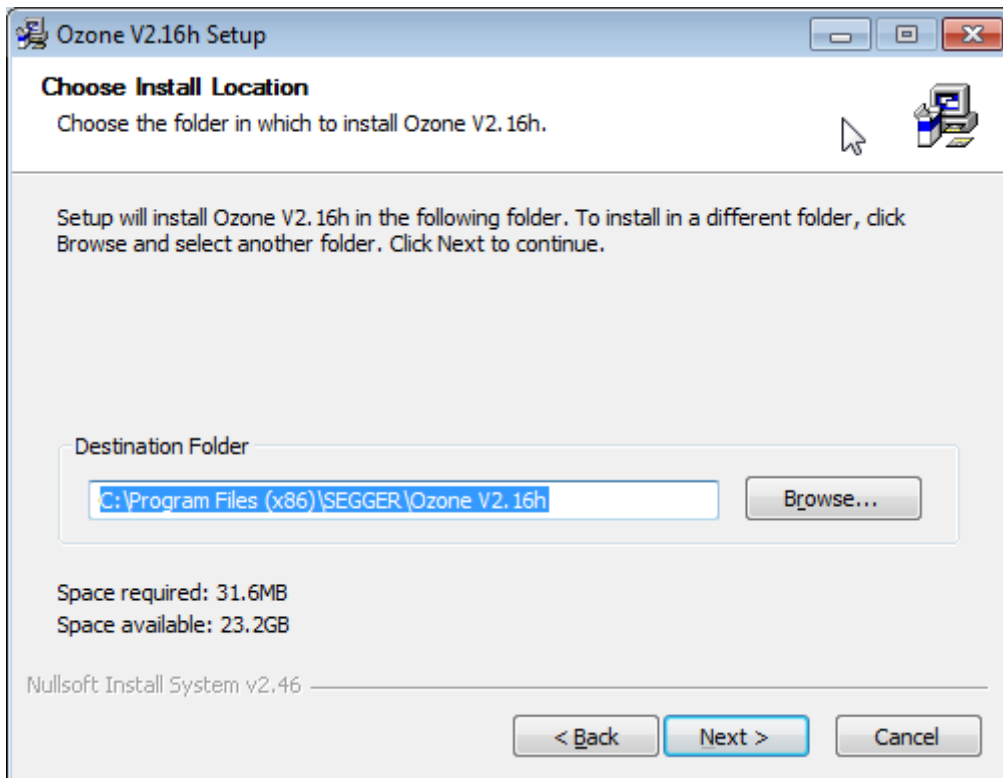 Ozone V2.16h Setup
Choose Install Location
Choose the folder in which to install Ozone V2.16h.
Setup will install Ozone V2.16h in the following folder. To install in a different folder, click
Browse and select another folder. Click Next to continue.
Destination Folder
C:\Program Files (x86)\SEGGER\Ozone V2.16h
Browse...
Space required: 31.6MB
Space available: 23.2GB
Nullsoft Install System v2.46
< Back
Next >
Cancel